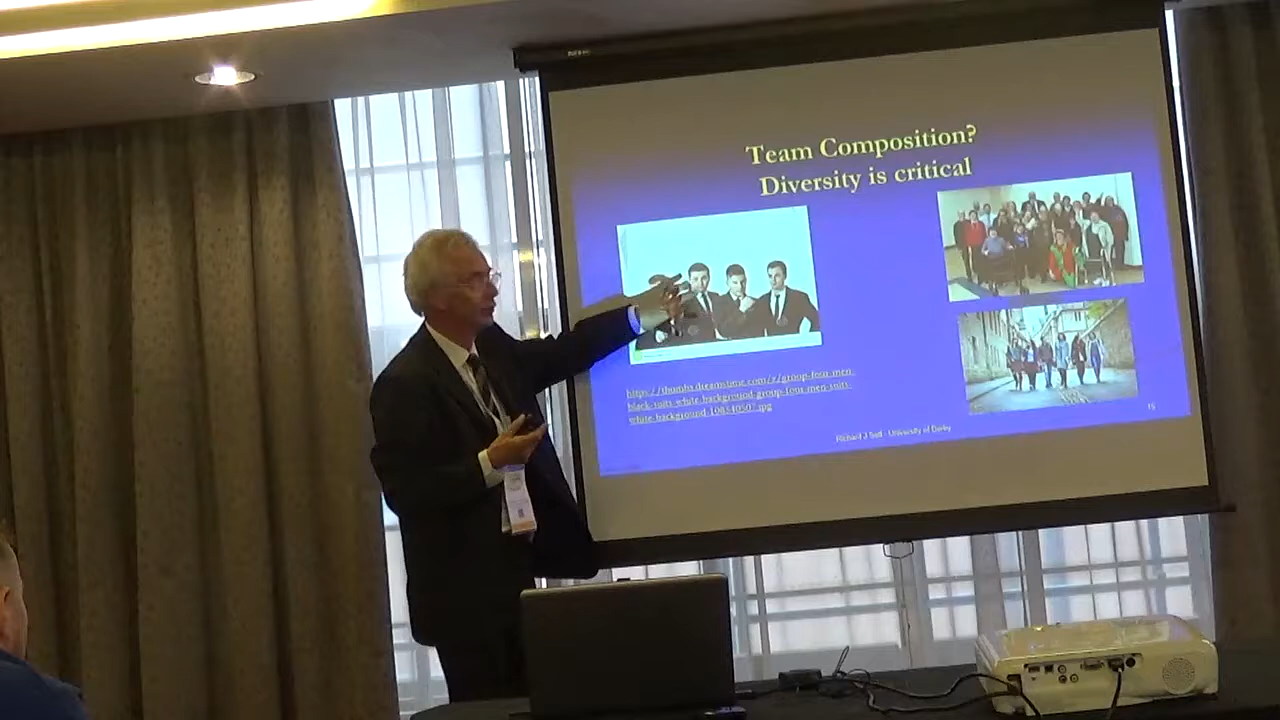 Team Composition?
Diversity is critical
https://thumbs.dreamstime.com/z/group-four-men-
black-suits-white-background-group-four-men-suits-
white-background-
.jpg
Richard J Self - University of Derby
15